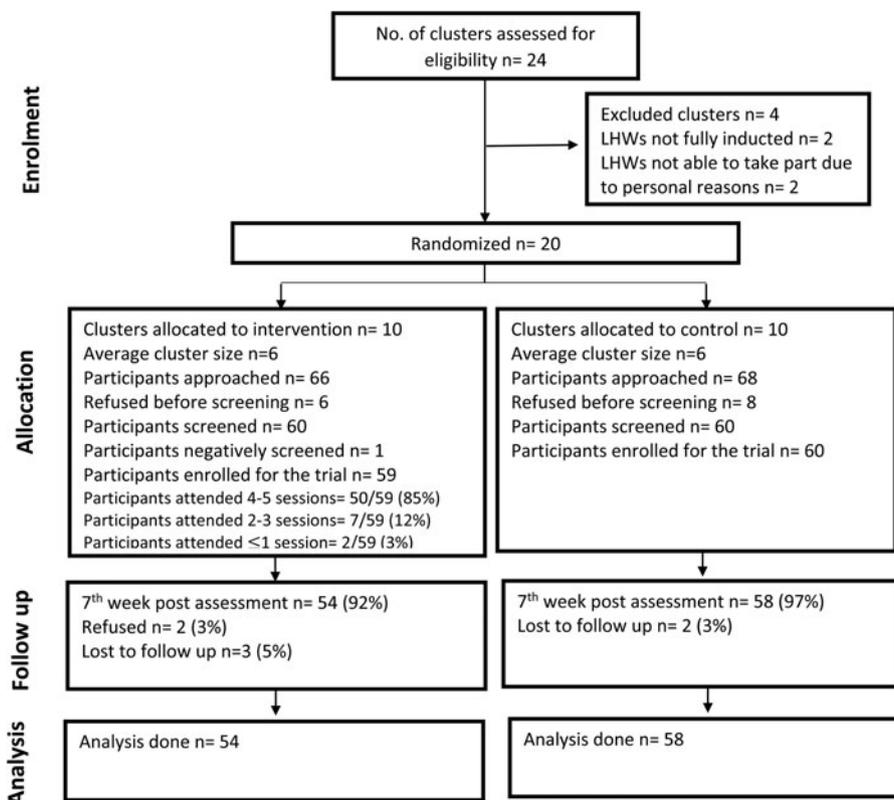 No. of clusters assessed for
eligibility n= 24
Enrolment
Excluded clusters n= 4
LHWs not fully inducted n= 2
LHWs not able to take part due
to personal reasons n= 2
Randomized n= 20
Allocation
Clusters allocated to intervention n= 10
Average cluster size n=6
Participants approached n= 66
Refused before screening n= 6
Participants screened n= 60
Participants negatively screened n= 1
Participants enrolled for the trial n= 59
Participants attended 4-5 sessions= 50/59 (85%)
Participants attended 2-3 sessions= 7/59 (12%)
Participants attended ≤1 session= 2/59 (3%)
Clusters allocated to control n= 10
Average cluster size n=6
Participants approached n= 68
Refused before screening n= 8
Participants screened n= 60
Participants enrolled for the trial n= 60
Follow up
7th week post assessment n= 54 (92%)
Refused n= 2 (3%)
Lost to follow up n=3 (5%)
7th week post assessment n= 58 (97%)
Lost to follow up n= 2 (3%)
Analysis
Analysis done n= 54
Analysis done n= 58